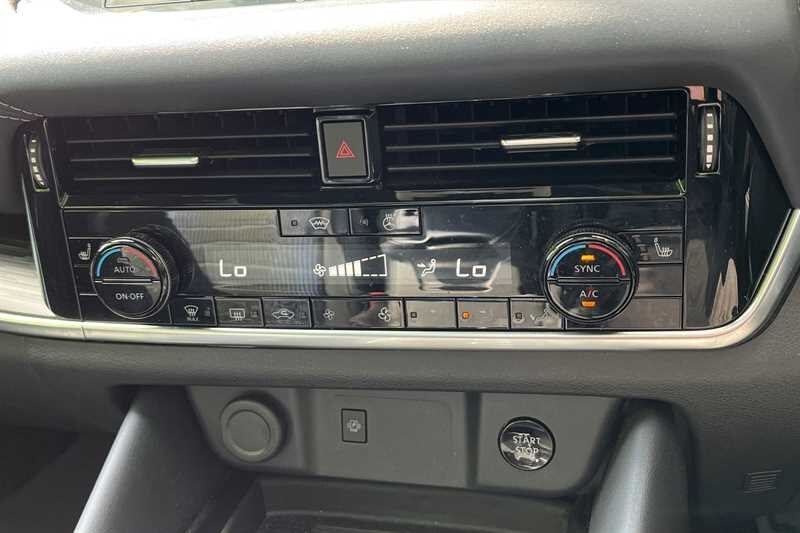 AUTO
ON·OFF
Lo
Lo
SYNC
A/C
MAX
START
STOP